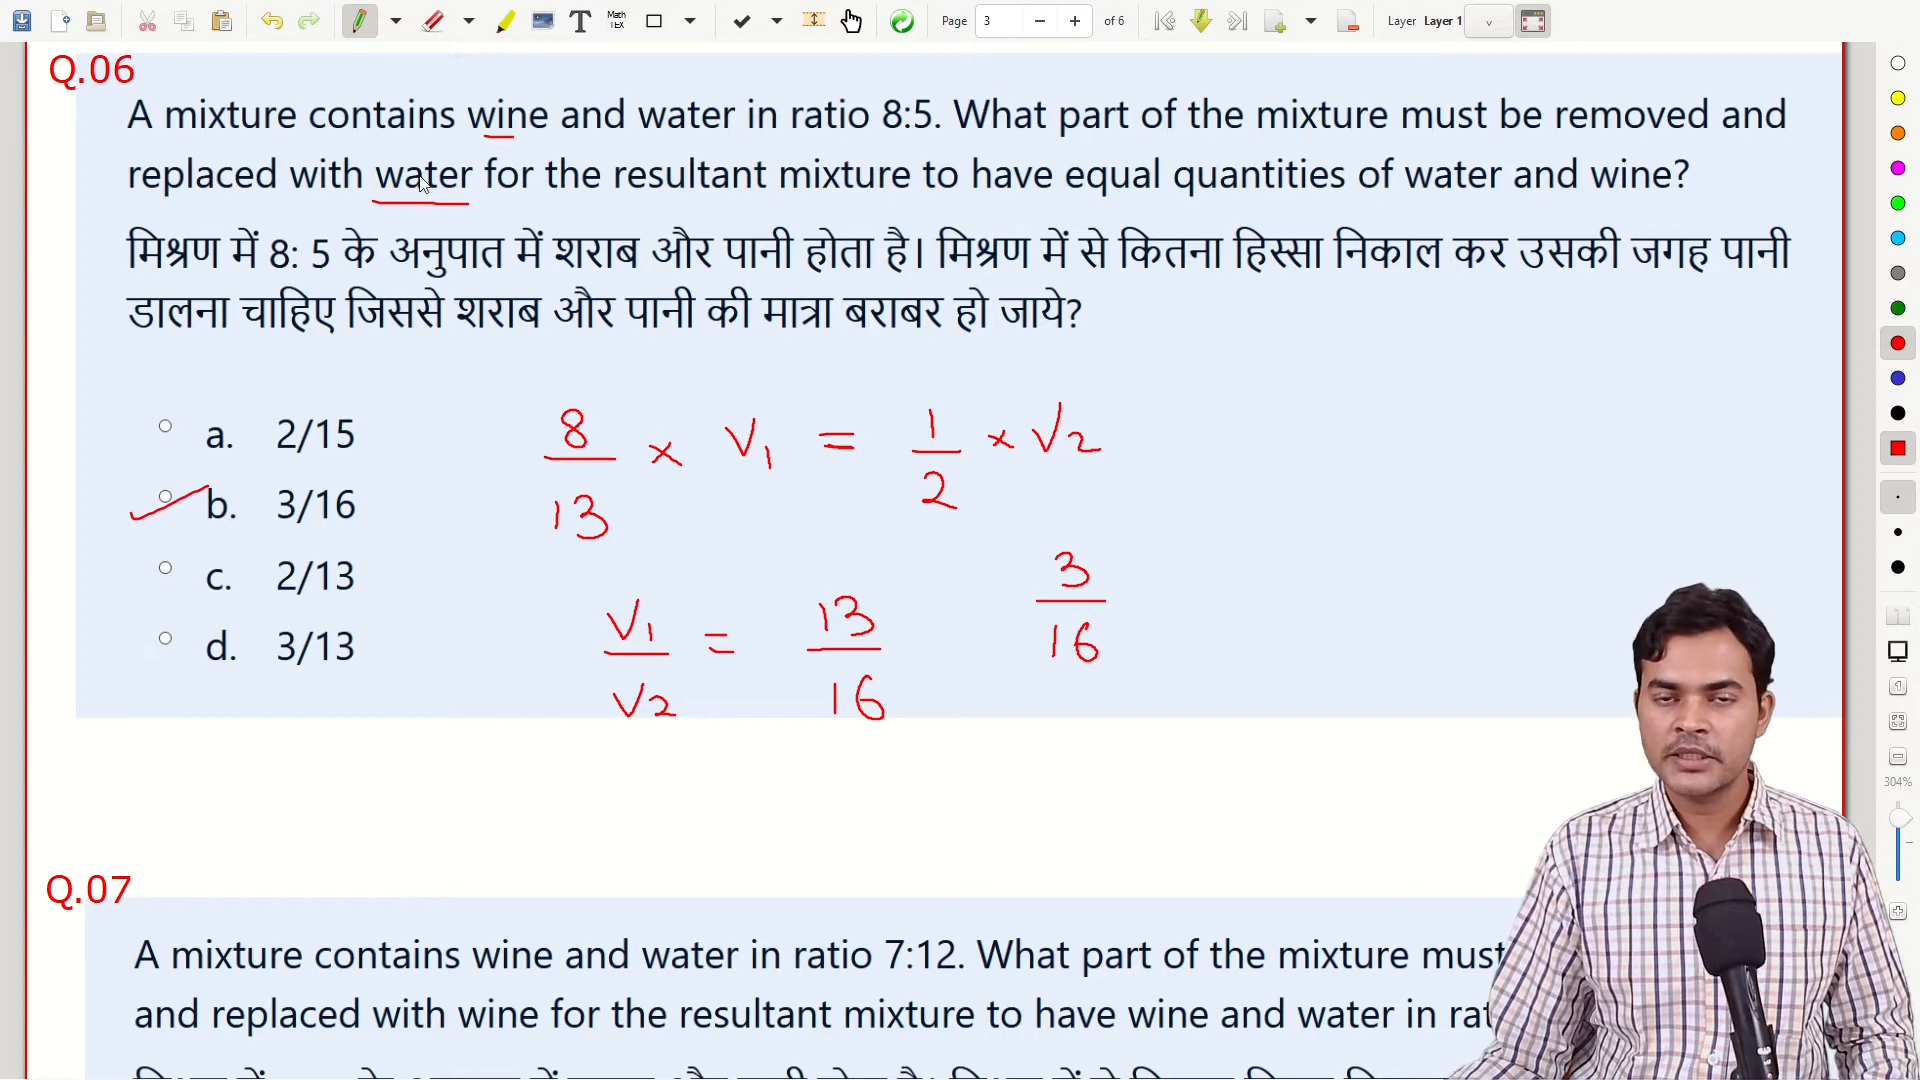 Page 3 of 6 Layer Layer 1
Math
TEX
T
Q.06
A mixture contains wine and water in ratio 8:5. What part of the mixture must be removed and
replaced with water for the resultant mixture to have equal quantities of water and wine?
मिश्रण में 8: 5 के अनुपात में शराब और पानी होता है। मिश्रण में से कितना हिस्सा निकाल कर उसकी जगह पानी
डालना चाहिए जिससे शराब और पानी की मात्रा बराबर हो जाये?
a. 2/15
b. 3/16
c. 2/13
d. 3/13
8/13 × V1 = 1/2 × V2
V1/V2 = 13/16
3/16
304%
Q.07
A mixture contains wine and water in ratio 7:12. What part of the mixture must
and replaced with wine for the resultant mixture to have wine and water in